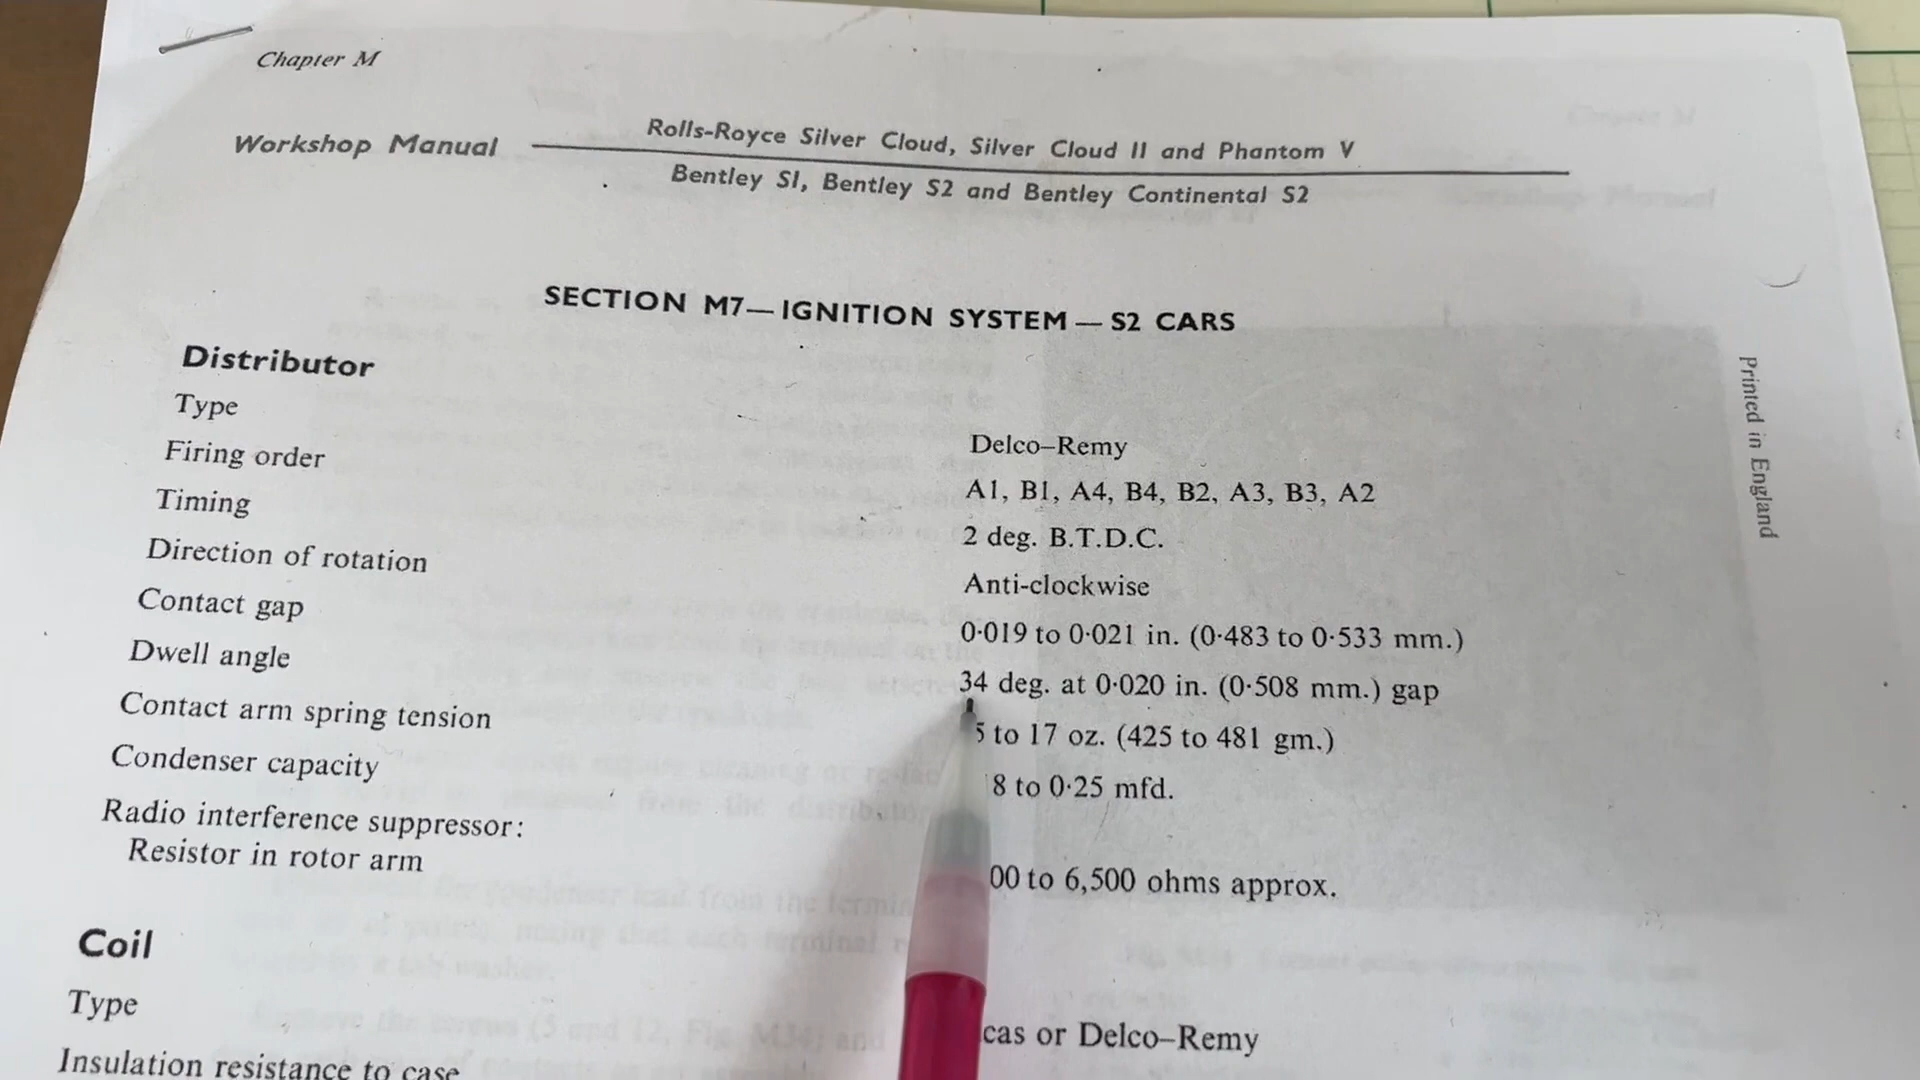 Chapter M
Workshop Manual
Rolls-Royce Silver Cloud, Silver Cloud II and Phantom V
Bentley S1, Bentley S2 and Bentley Continental S2
SECTION M7—IGNITION SYSTEM — S2 CARS
Distributor
Type
Delco–Remy
Firing order
A1, B1, A4, B4, B2, A3, B3, A2
Timing
2 deg. B.T.D.C.
Direction of rotation
Anti-clockwise
Contact gap
0·019 to 0·021 in. (0·483 to 0·533 mm.)
Dwell angle
34 deg. at 0·020 in. (0·508 mm.) gap
Contact arm spring tension
5 to 17 oz. (425 to 481 gm.)
Condenser capacity
8 to 0·25 mfd.
Radio interference suppressor:
Resistor in rotor arm
00 to 6,500 ohms approx.
Coil
Type
cas or Delco–Remy
Insulation resistance to case
Printed in England